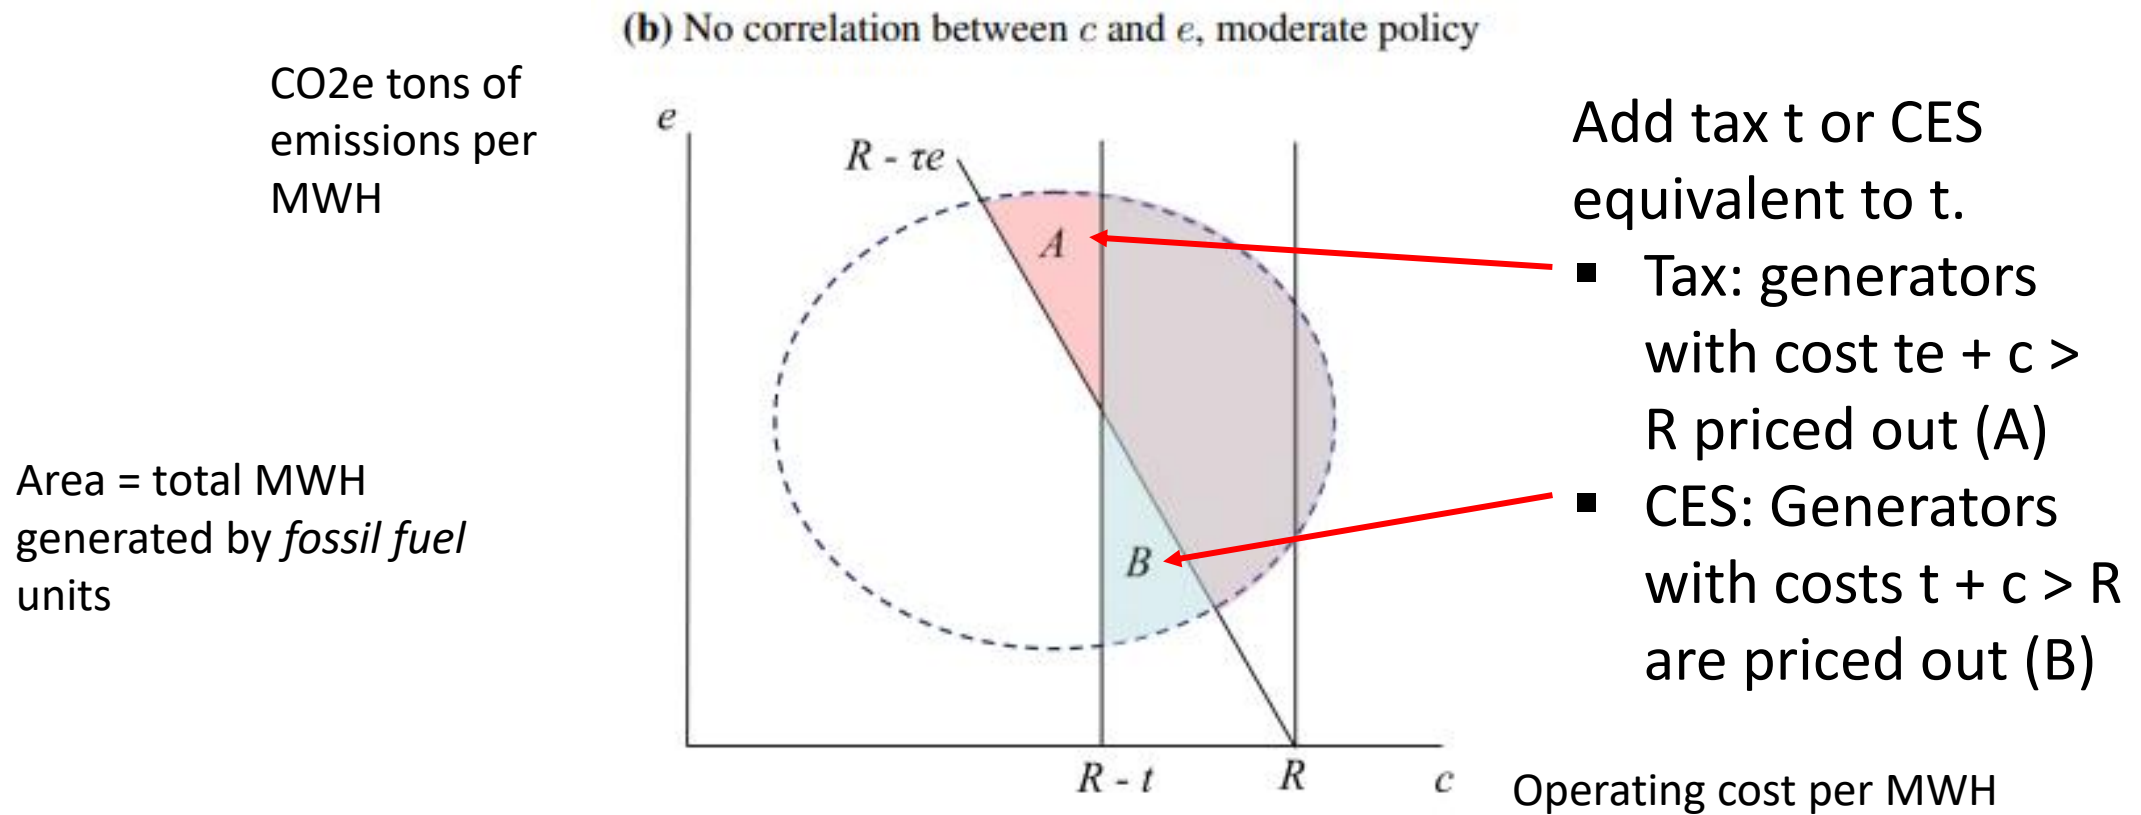 (b) No correlation between c and e, moderate policy
CO2e tons of
emissions per
MWH
Area = total MWH
generated by fossil fuel
units
e
R - τe
A
B
R - t
R
c
Operating cost per MWH
Add tax t or CES
equivalent to t.
▪ Tax: generators
with cost te + c >
R priced out (A)
▪ CES: Generators
with costs t + c > R
are priced out (B)